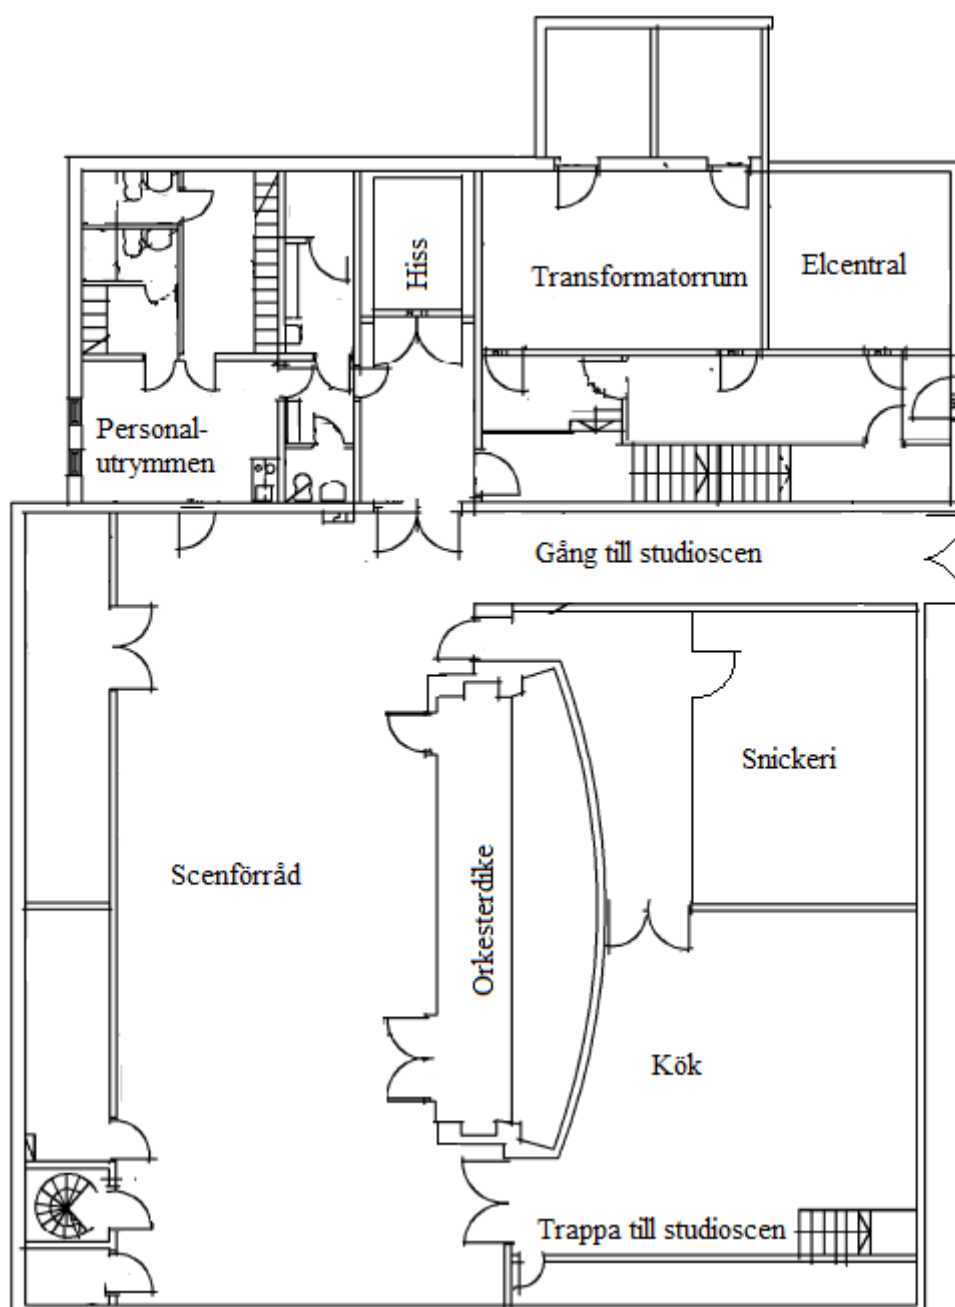 Hiss
Transformatorrum
Elcentral
Personal-
utrymmen
Gång till studioscen
Snickeri
Scenförråd
Orkesterdike
Kök
Trappa till studioscen